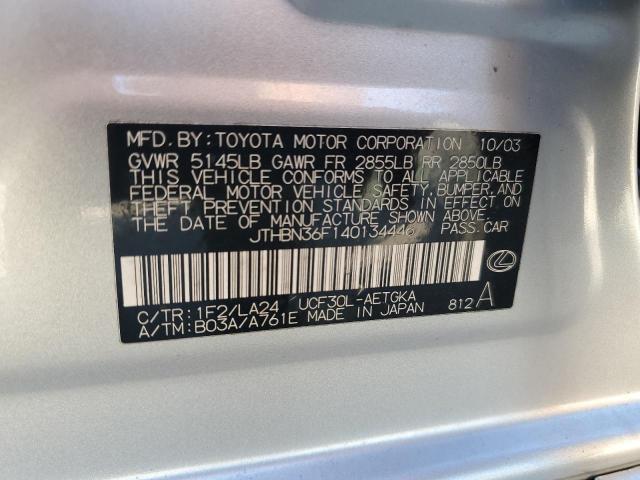 MFD. BY: TOYOTA MOTOR CORPORATION 10/03
GVWR 5145LB GAWR FR 2855LB RR 2850LB
THIS VEHICLE CONFORMS TO ALL APPLICABLE
FEDERAL MOTOR VEHICLE SAFETY, BUMPER, AND
THEFT PREVENTION STANDARDS IN EFFECT ON
THE DATE OF MANUFACTURE SHOWN ABOVE.
JTHBN36F140134446 PASS. CAR
C/TR: 1F2/LA24 UCF30L-AETGKA
A/TM: B03A/A761E MADE IN JAPAN 812 A